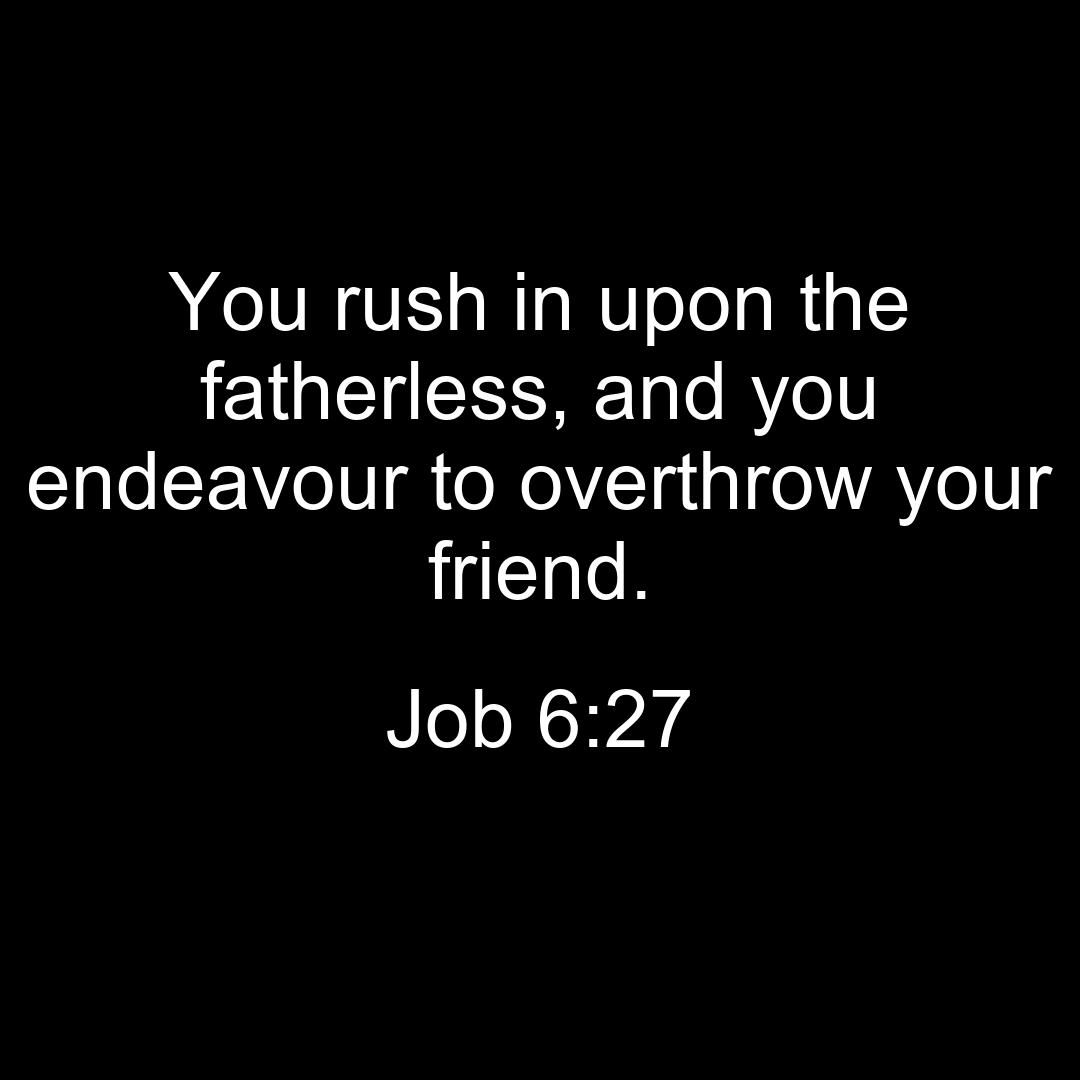 You rush in upon the
fatherless, and you
endeavour to overthrow your
friend.
Job 6:27